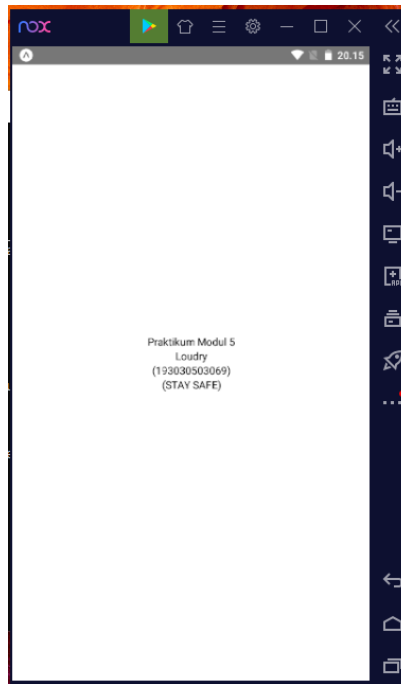 nox
20.15
Praktikum Modul 5
Loudry
(193030503069)
(STAY SAFE)